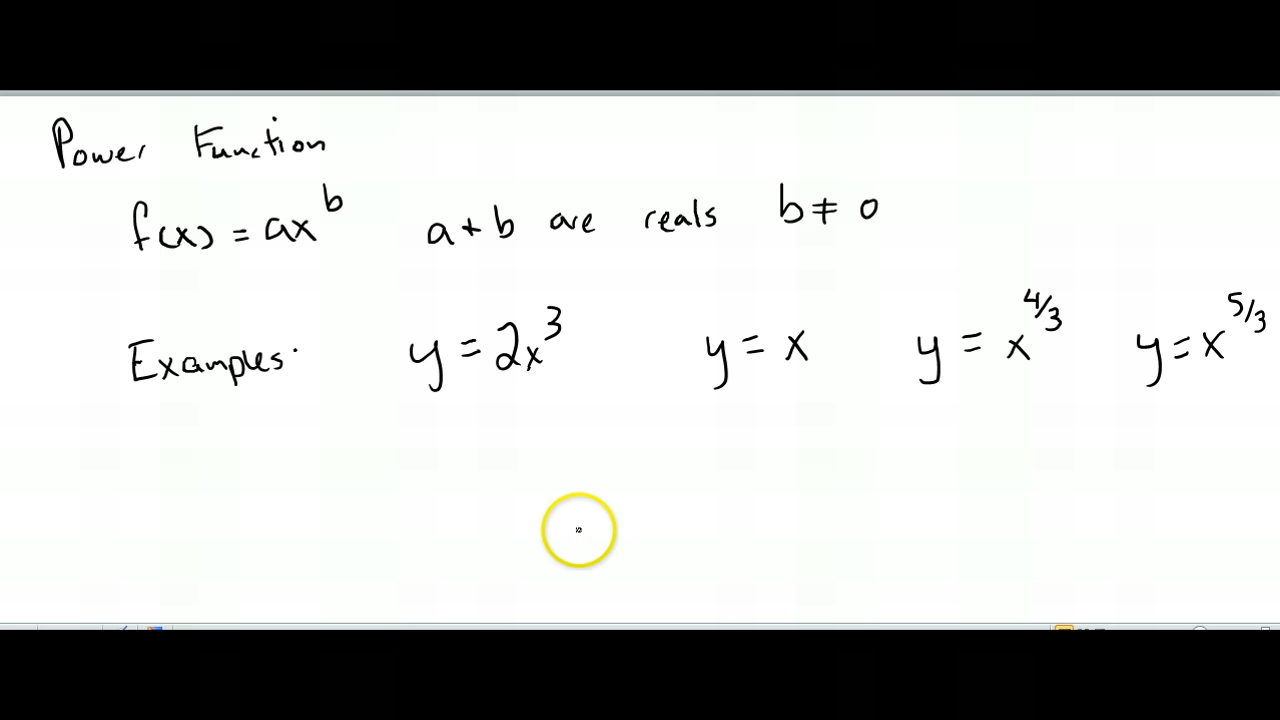 Power Function
f(x) = ax^b a + b are reals b ≠ 0
Examples: y = 2x^3 y = x y = x^4/3 y = x^5/3